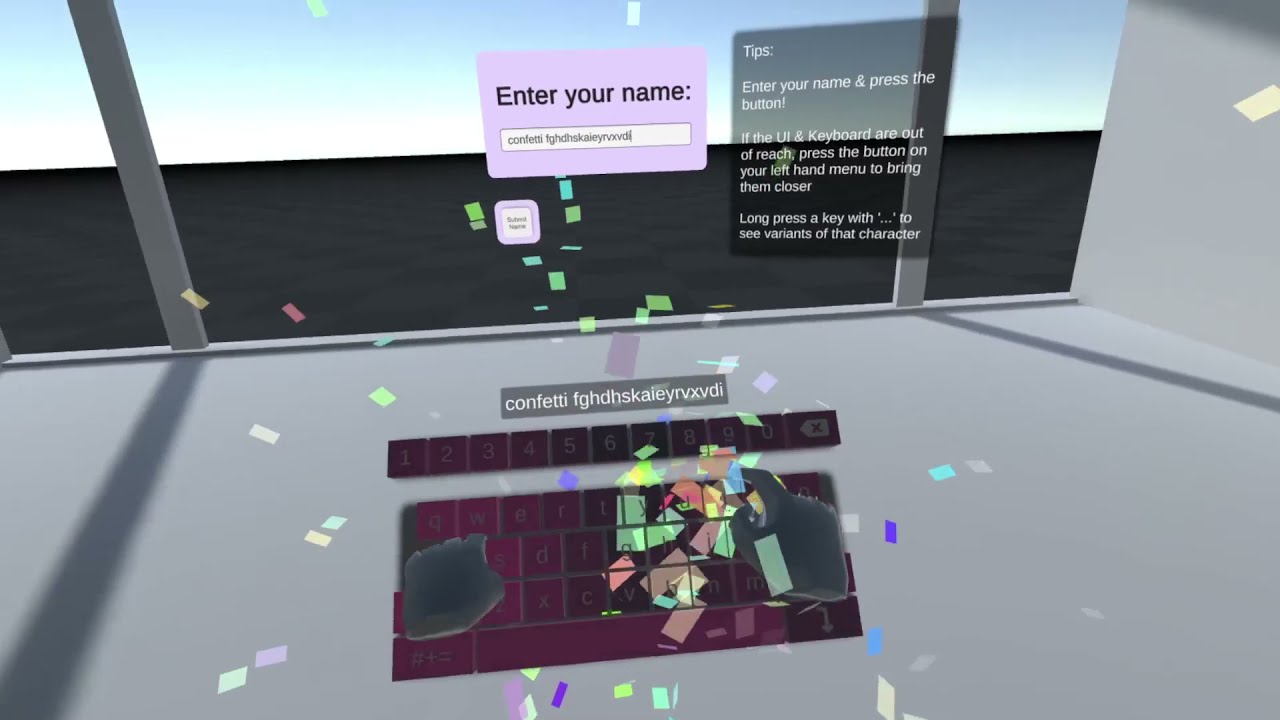 Enter your name:
confetti fghdhskaieyrvxvdi
Submit
Name
Tips:
Enter your name & press the
button!
If the UI & Keyboard are out
of reach, press the button on
your left hand menu to bring
them closer
Long press a key with '...' to
see variants of that character
confetti fghdhskaieyrvxvdi
1 2 3 4 5 6 7 8 9 0
q w e r t y
s d f g h j
x c v b n m
#+=